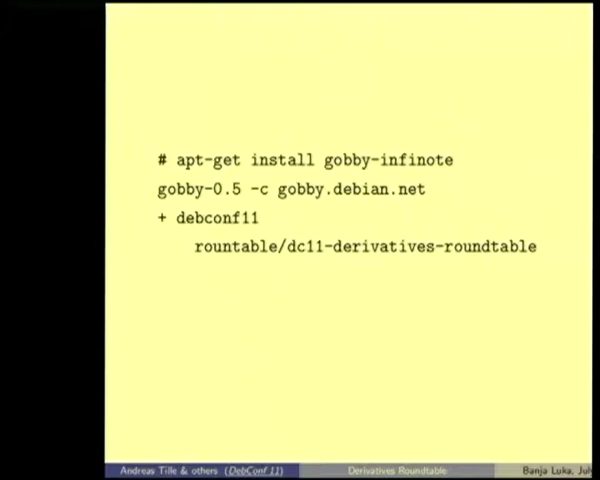 # apt-get install gobby-infinote
gobby-0.5 -c gobby.debian.net
+ debconf11
rountable/dc11-derivatives-roundtable
Andreas Tille & others (DebConf 11) Derivatives Roundtable Banja Luka,